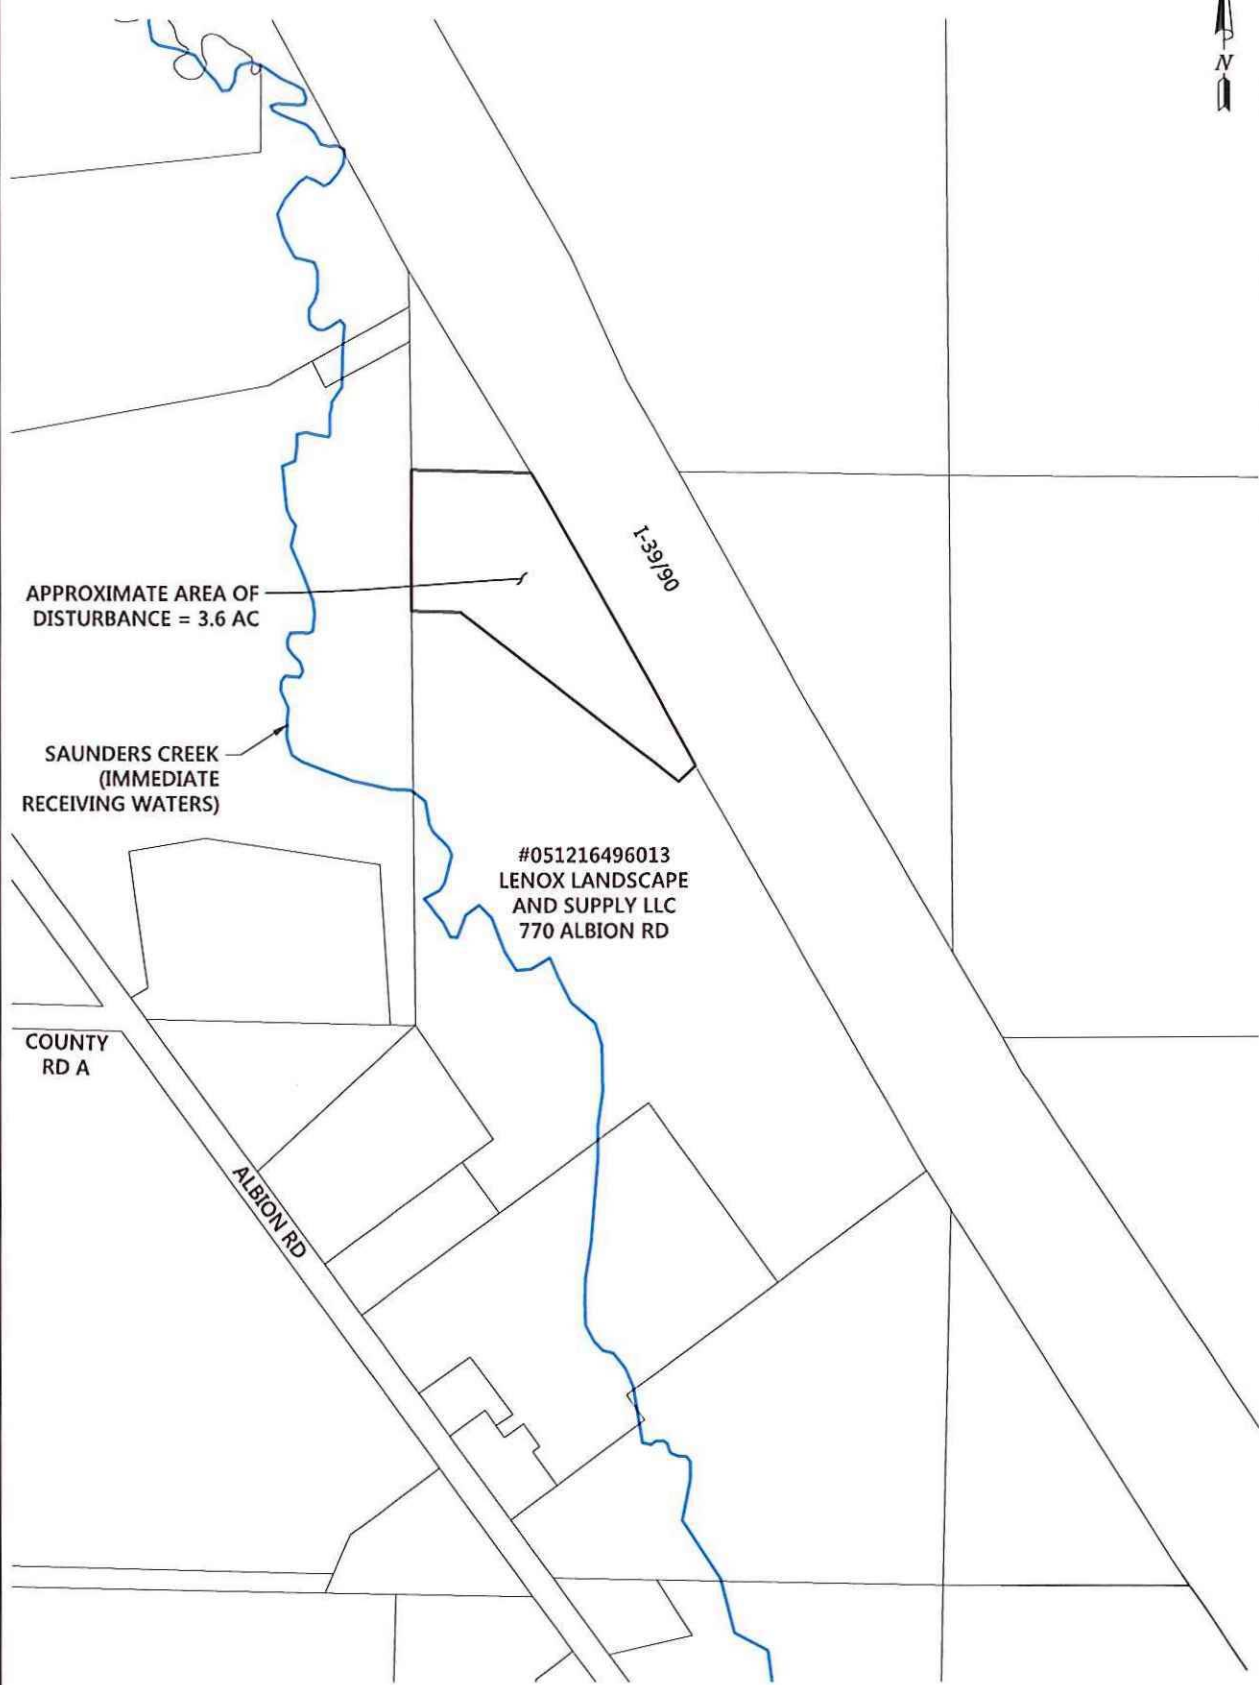 N
I-39/90
APPROXIMATE AREA OF
DISTURBANCE = 3.6 AC
SAUNDERS CREEK
(IMMEDIATE
RECEIVING WATERS)
#051216496013
LENOX LANDSCAPE
AND SUPPLY LLC
770 ALBION RD
COUNTY
RD A
ALBION RD